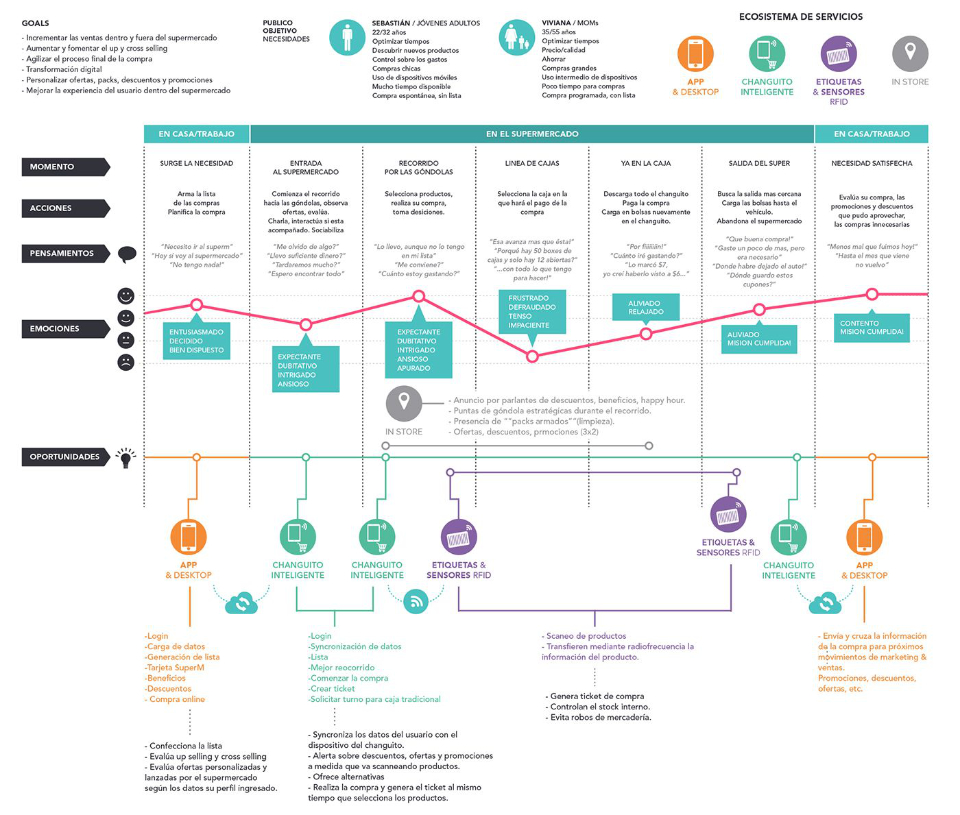 GOALS
- Incrementar las ventas dentro y fuera del supermercado
- Aumentar y fomentar el up y cross selling
- Agilizar el proceso final de la compra
- Transformación digital
- Personalizar ofertas, packs, descuentos y promociones
- Mejorar la experiencia del usuario dentro del supermercado
PUBLICO
OBJETIVO
NECESIDADES
SEBASTIÁN / JÓVENES ADULTOS
22/32 años
Optimizar tiempos
Descubrir nuevos productos
Control sobre los gastos
Compras chicas
Uso de dispositivos móviles
Mucho tiempo disponible
Compra espontánea, sin lista
VIVIANA / MOMs
35/55 años
Optimizar tiempos
Precio/calidad
Ahorrar
Compras grandes
Uso intermedio de dispositivos
Poco tiempo para compras
Compra programada, con lista
ECOSISTEMA DE SERVICIOS
APP
& DESKTOP
CHANGUITO
INTELIGENTE
ETIQUETAS
& SENSORES
RFID
IN STORE
EN CASA/TRABAJO
EN EL SUPERMERCADO
EN CASA/TRABAJO
MOMENTO
SURGE LA NECESIDAD
ENTRADA
AL SUPERMERCADO
RECORRIDO
POR LAS GÓNDOLAS
LINEA DE CAJAS
YA EN LA CAJA
SALIDA DEL SUPER
NECESIDAD SATISFECHA
ACCIONES
Arma la lista
de las compras
Planifica la compra
Comienza el recorrido
hacia las góndolas, observa
ofertas, evalúa.
Charla, interactúa si esta
acompañado. Sociabiliza
Selecciona productos,
realiza su compra,
toma desiciones.
Selecciona la caja en la
que hará el pago de la
compra
Descarga todo el changuito
Paga la compra
Carga en bolsas nuevamente
en el changuito.
Busca la salida mas cercana
Carga las bolsas hasta el
vehículo.
Abandona el supermercado
Evalúa su compra, las
promociones y descuentos
que pudo aprovechar,
las compras innecesarias
PENSAMIENTOS
"Necesito ir al superm"
"Hoy si voy al supermercado"
"No tengo nada!"
"Me olvido de algo?"
"Llevo suficiente dinero?"
"Tardaremos mucho?"
"Espero encontrar todo"
"Lo llevo, aunque no lo tengo
en mi lista"
"Me conviene?"
"Cuánto estoy gastando?"
"Esa avanza mas que ésta!"
"Porqué hay 50 boxes de
cajas y solo hay 12 abiertas?"
"...con todo lo que tengo
para hacer!"
"Por fiiiiiiin!"
"Cuánto iré gastando?"
"Lo marcó $7,
yo creí haberlo visto a $6..."
"Que buena compra!"
"Gaste un poco de mas, pero
era necesario"
"Donde habre dejado el auto!"
"Dónde guardo estos
cupones?"
"Menos mal que fuimos hoy!"
"Hasta el mes que viene
no vuelvo"
EMOCIONES
ENTUSIASMADO
DECIDIDO
BIEN DISPUESTO
EXPECTANTE
DUBITATIVO
INTRIGADO
ANSIOSO
EXPECTANTE
DUBITATIVO
INTRIGADO
ANSIOSO
APURADO
FRUSTRADO
DEFRAUDADO
TENSO
IMPACIENTE
ALIVIADO
RELAJADO
ALIVIADO
MISION CUMPLIDA!
CONTENTO
MISION CUMPLIDA!
IN STORE
- Anuncio por parlantes de descuentos, beneficios, happy hour.
- Puntas de góndola estratégicas durante el recorrido.
- Presencia de ""packs armados""(limpieza).
- Ofertas, descuentos, prmociones (3x2)
OPORTUNIDADES
APP
& DESKTOP
CHANGUITO
INTELIGENTE
CHANGUITO
INTELIGENTE
ETIQUETAS &
SENSORES RFID
ETIQUETAS &
SENSORES RFID
CHANGUITO
INTELIGENTE
APP
& DESKTOP
-Login
-Carga de datos
-Generación de lista
-Tarjeta SuperM
-Beneficios
-Descuentos
- Compra online
-Login
-Syncronización de datos
-Lista
-Mejor reocorrido
-Comenzar la compra
-Crear ticket
-Solicitar turno para caja tradicional
- Scaneo de productos
- Transfieren mediante radiofrecuencia la
información del producto.
- Envía y cruza la información
de la compra para próximos
movimientos de marketing &
ventas.
Promociones, descuentos,
ofertas, etc.
- Genera ticket de compra
- Controlan el stock interno.
- Evita robos de mercadería.
- Confecciona la lista
- Evalúa up selling y cross selling
- Evalúa ofertas personalizadas y
lanzadas por el supermercado
según los datos su perfil ingresado.
- Syncroniza los datos del usuario con el
dispositivo del changuito.
- Alerta sobre descuentos, ofertas y promociones
a medida que va scanneando productos.
- Ofrece alternativas
- Realiza la compra y genera el ticket al mismo
tiempo que selecciona los productos.